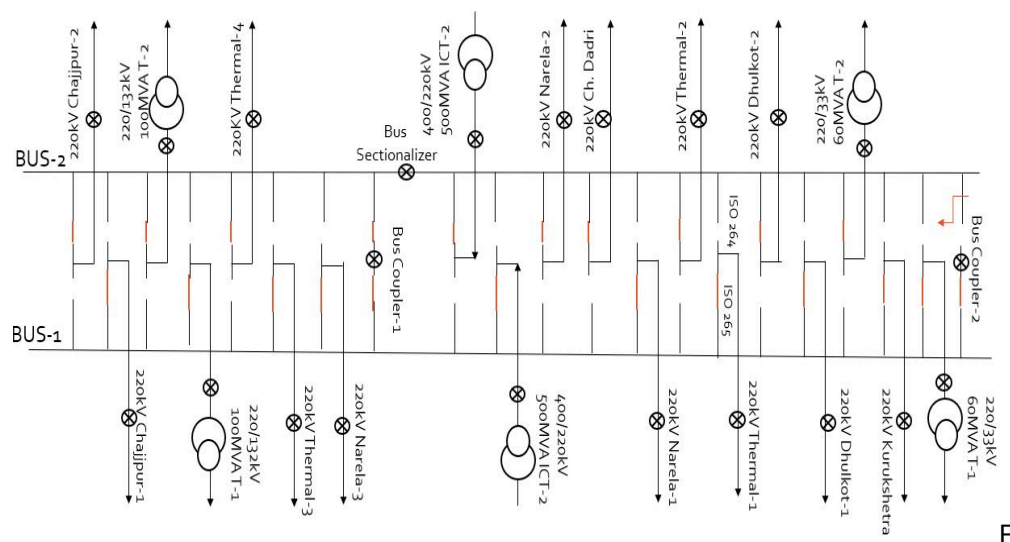 220kV Chajjpur-2
220/132kV
100MVA T-2
220KV Thermal-4
400/220kV
500MVA ICT-2
220kV Narela-2
220kV Ch. Dadri
220kV Thermal-2
220kV Dhulkot-2
220/33kV
60MVA T-2
Bus
Sectionalizer
BUS-2
ISO 264
ISO 265
Bus Coupler-1
Bus Coupler-2
BUS-1
220kV Chajjpur-1
220/132kV
100MVA T-1
220kV Thermal-3
220kV Narela-3
400/220kV
500MVA ICT-2
220kV Narela-1
220kV Thermal-1
220kV Dhulkot-1
220kV Kurukshetra
220/33kV
60MVA T-1
F